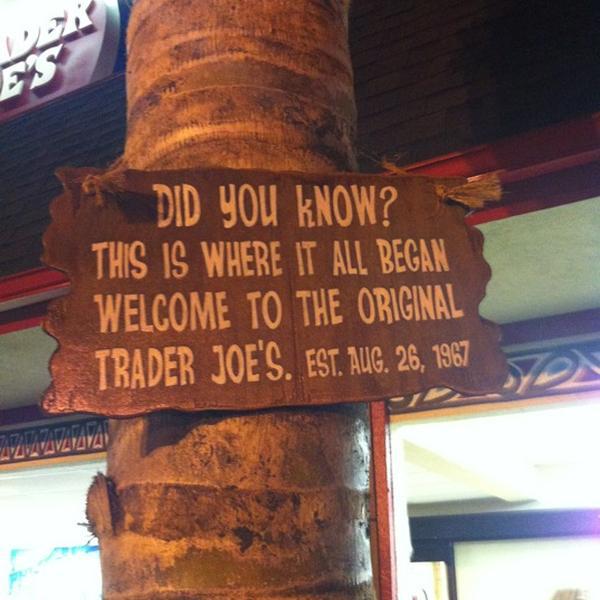 ADER
E'S
DID YOU KNOW?
THIS IS WHERE IT ALL BEGAN
WELCOME TO THE ORIGINAL
TRADER JOE'S. EST. AUG. 26, 1967